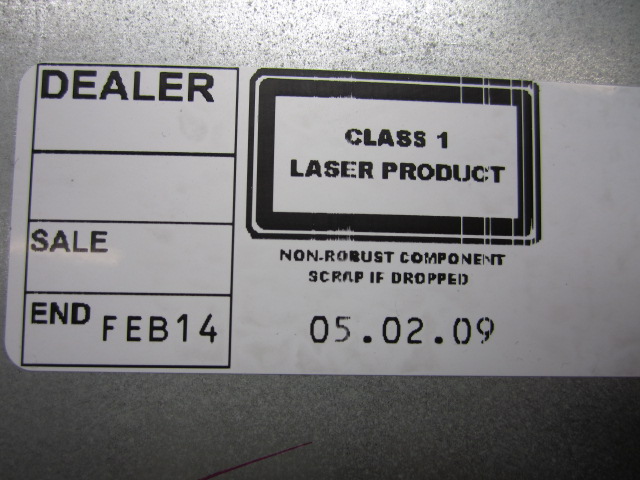 DEALER
SALE
END FEB14
CLASS 1
LASER PRODUCT
NON-ROBUST COMPONENT
SCRAP IF DROPPED
05.02.09